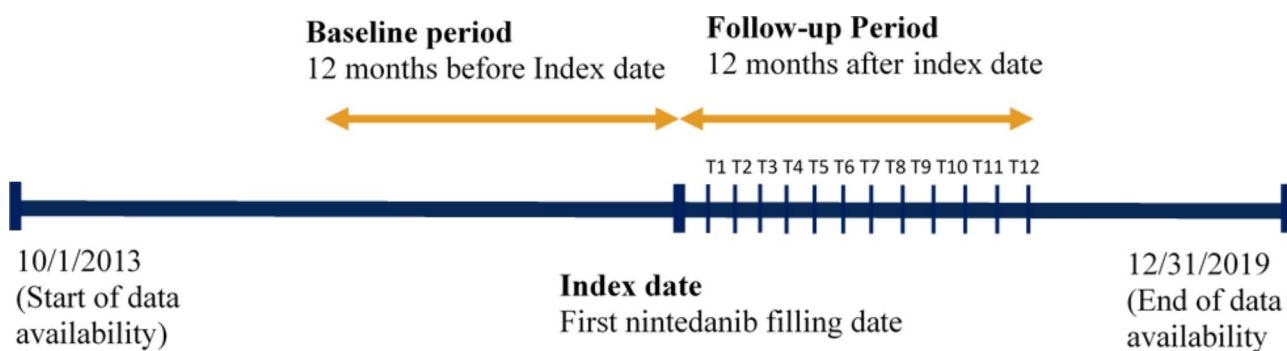 Baseline period
12 months before Index date
Follow-up Period
12 months after index date
T1 T2 T3 T4 T5 T6 T7 T8 T9 T10 T11 T12
10/1/2013
(Start of data
availability)
Index date
First nintedanib filling date
12/31/2019
(End of data
availability